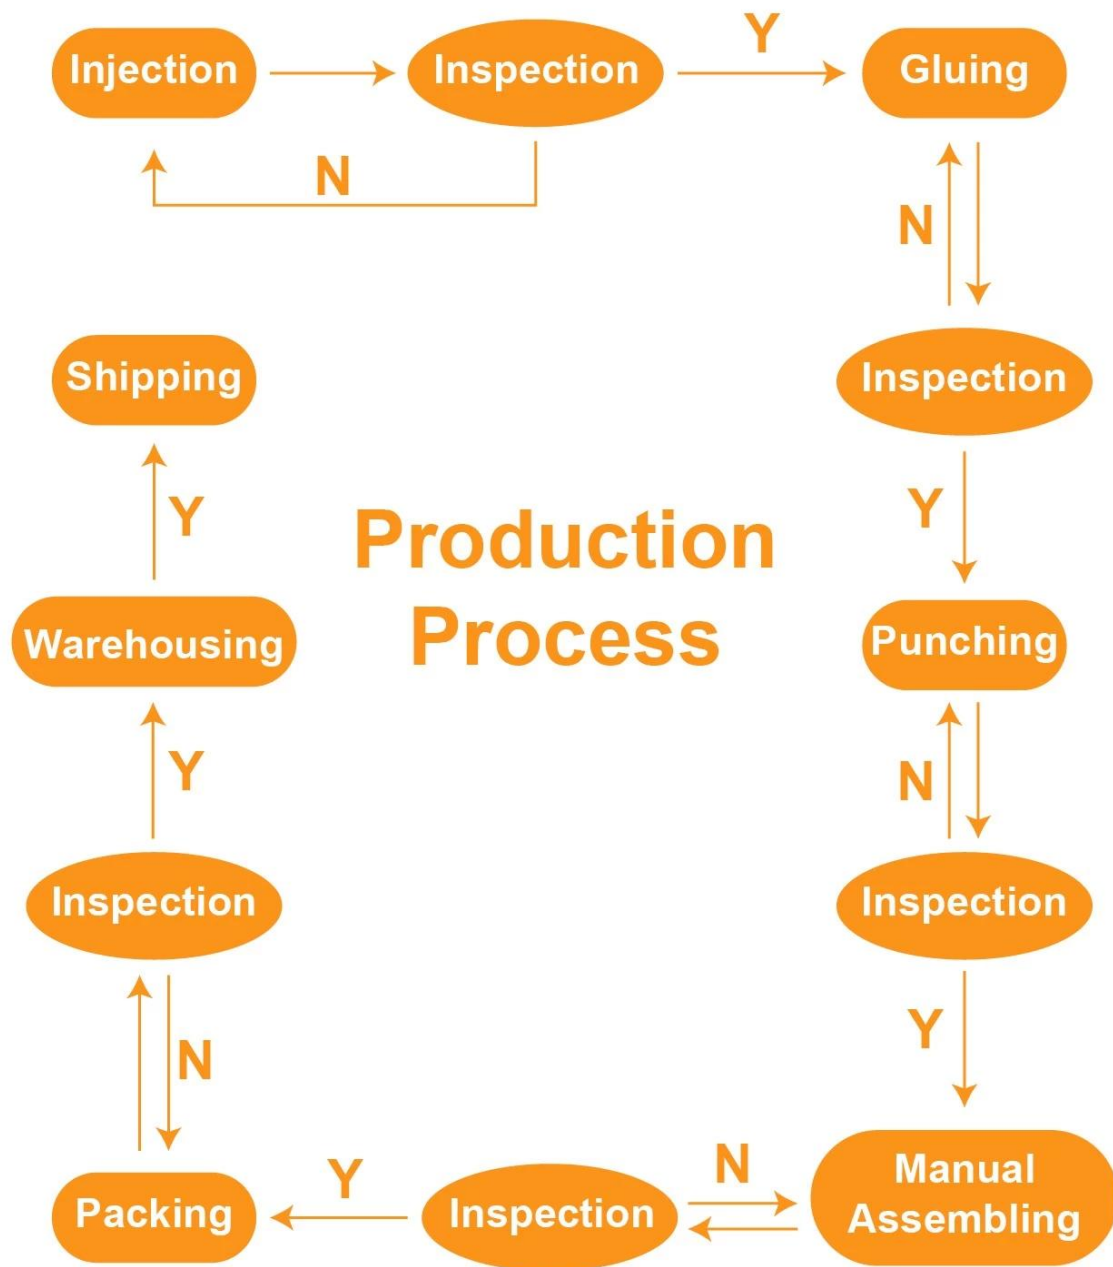 Injection
Inspection
Y
Gluing
N
N
Inspection
Shipping
Y
Y
Production
Process
Warehousing
Punching
Y
N
Inspection
Inspection
Y
N
Manual
Assembling
N
Y
Inspection
Packing